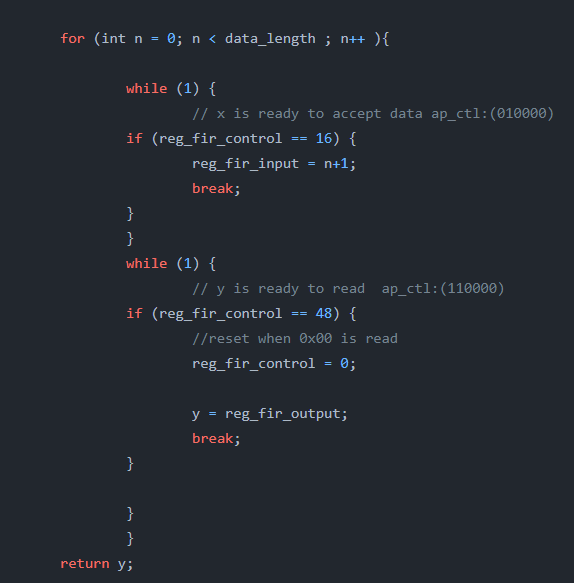 for (int n = 0; n < data_length ; n++ ){
while (1) {
// x is ready to accept data ap_ctl:(010000)
if (reg_fir_control == 16) {
reg_fir_input = n+1;
break;
}
}
while (1) {
// y is ready to read  ap_ctl:(110000)
if (reg_fir_control == 48) {
//reset when 0x00 is read
reg_fir_control = 0;
y = reg_fir_output;
break;
}
}
}
return y;